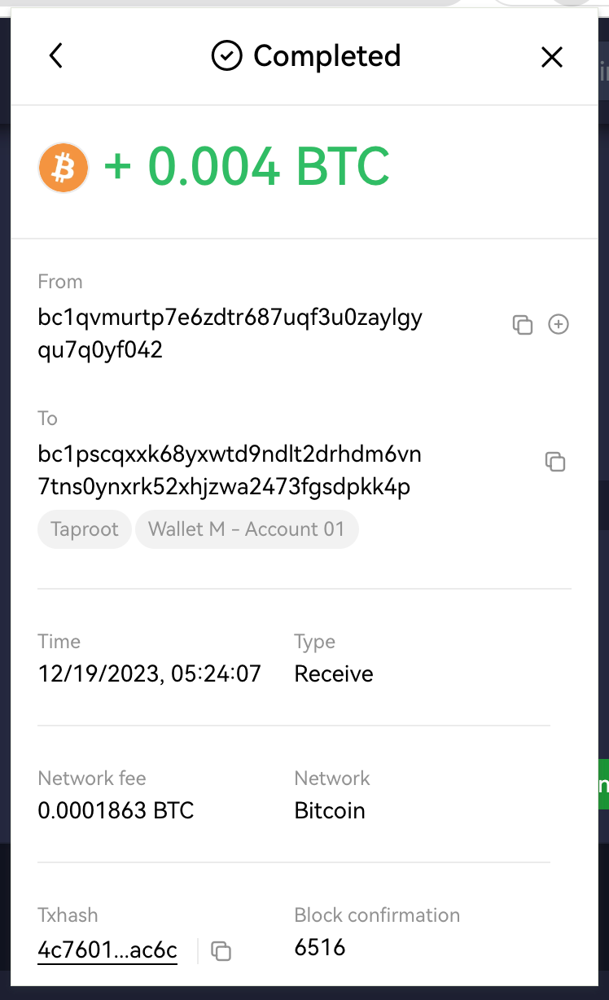 Completed
+ 0.004 BTC
From
bc1qvmurtp7e6zdtr687uqf3u0zaylgy
qu7q0yf042
To
bc1pscqxxk68yxwtd9ndlt2drhdm6vn
7tns0ynxrk52xhjzwa2473fgsdpkk4p
Taproot Wallet M - Account 01
Time Type
12/19/2023, 05:24:07 Receive
Network fee Network
0.0001863 BTC Bitcoin
Txhash Block confirmation
4c7601...ac6c 6516